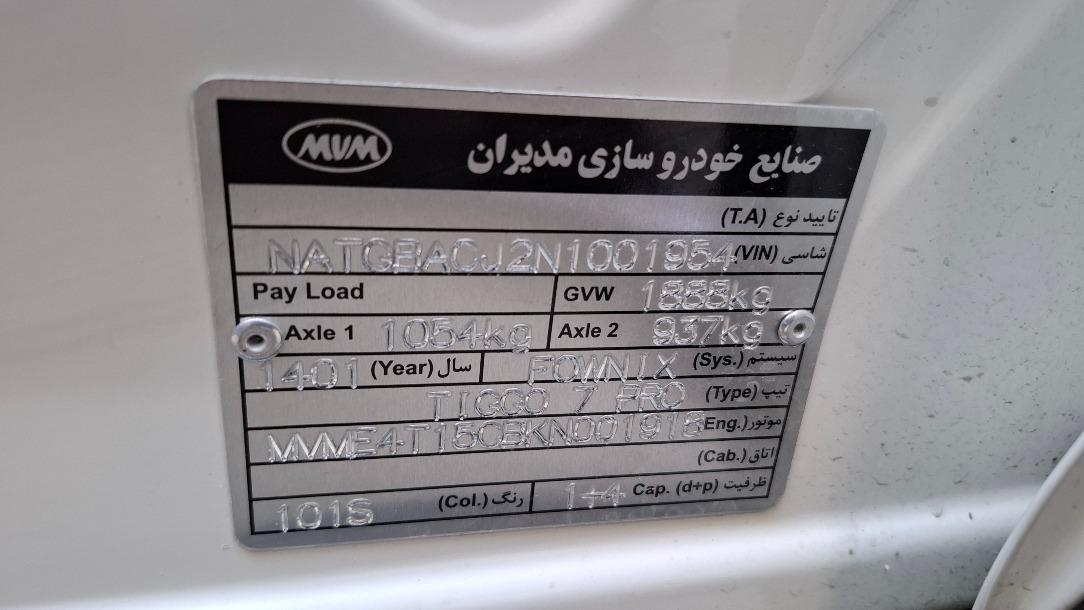 MVM صنایع خودرو سازی مدیران
تایید نوع (T.A)
شاسی (VIN) NATGBACJ2N1001954
Pay Load GVW 1888kg
Axle 1 1054kg Axle 2 937kg
سال (Year) 1401 سیستم (Sys.) FOWNIX
تیپ (Type) TIGGO 7 PRO
موتور (Eng.) MVME4T15CBKN001918
اتاق (Cab.)
ظرفیت Cap. (d+p) 1+4 رنگ (Col.) 101S